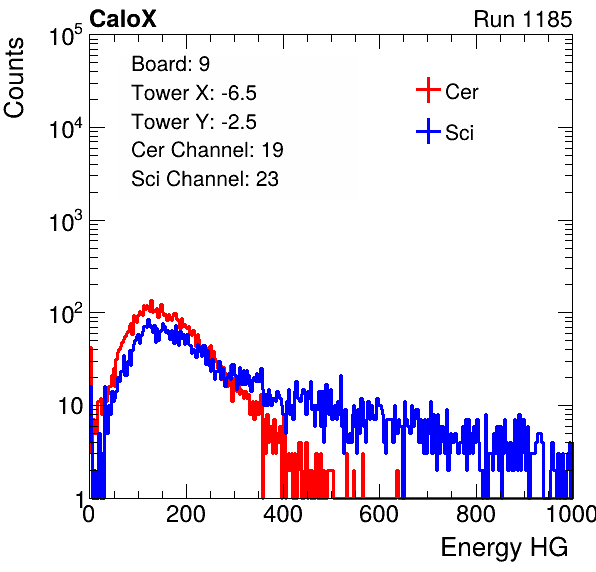 CaloX Run 1185
Counts
10^5
10^4
10^3
10^2
10
1
Board: 9
Tower X: -6.5
Tower Y: -2.5
Cer Channel: 19
Sci Channel: 23
Cer
Sci
0 200 400 600 800 1000
Energy HG